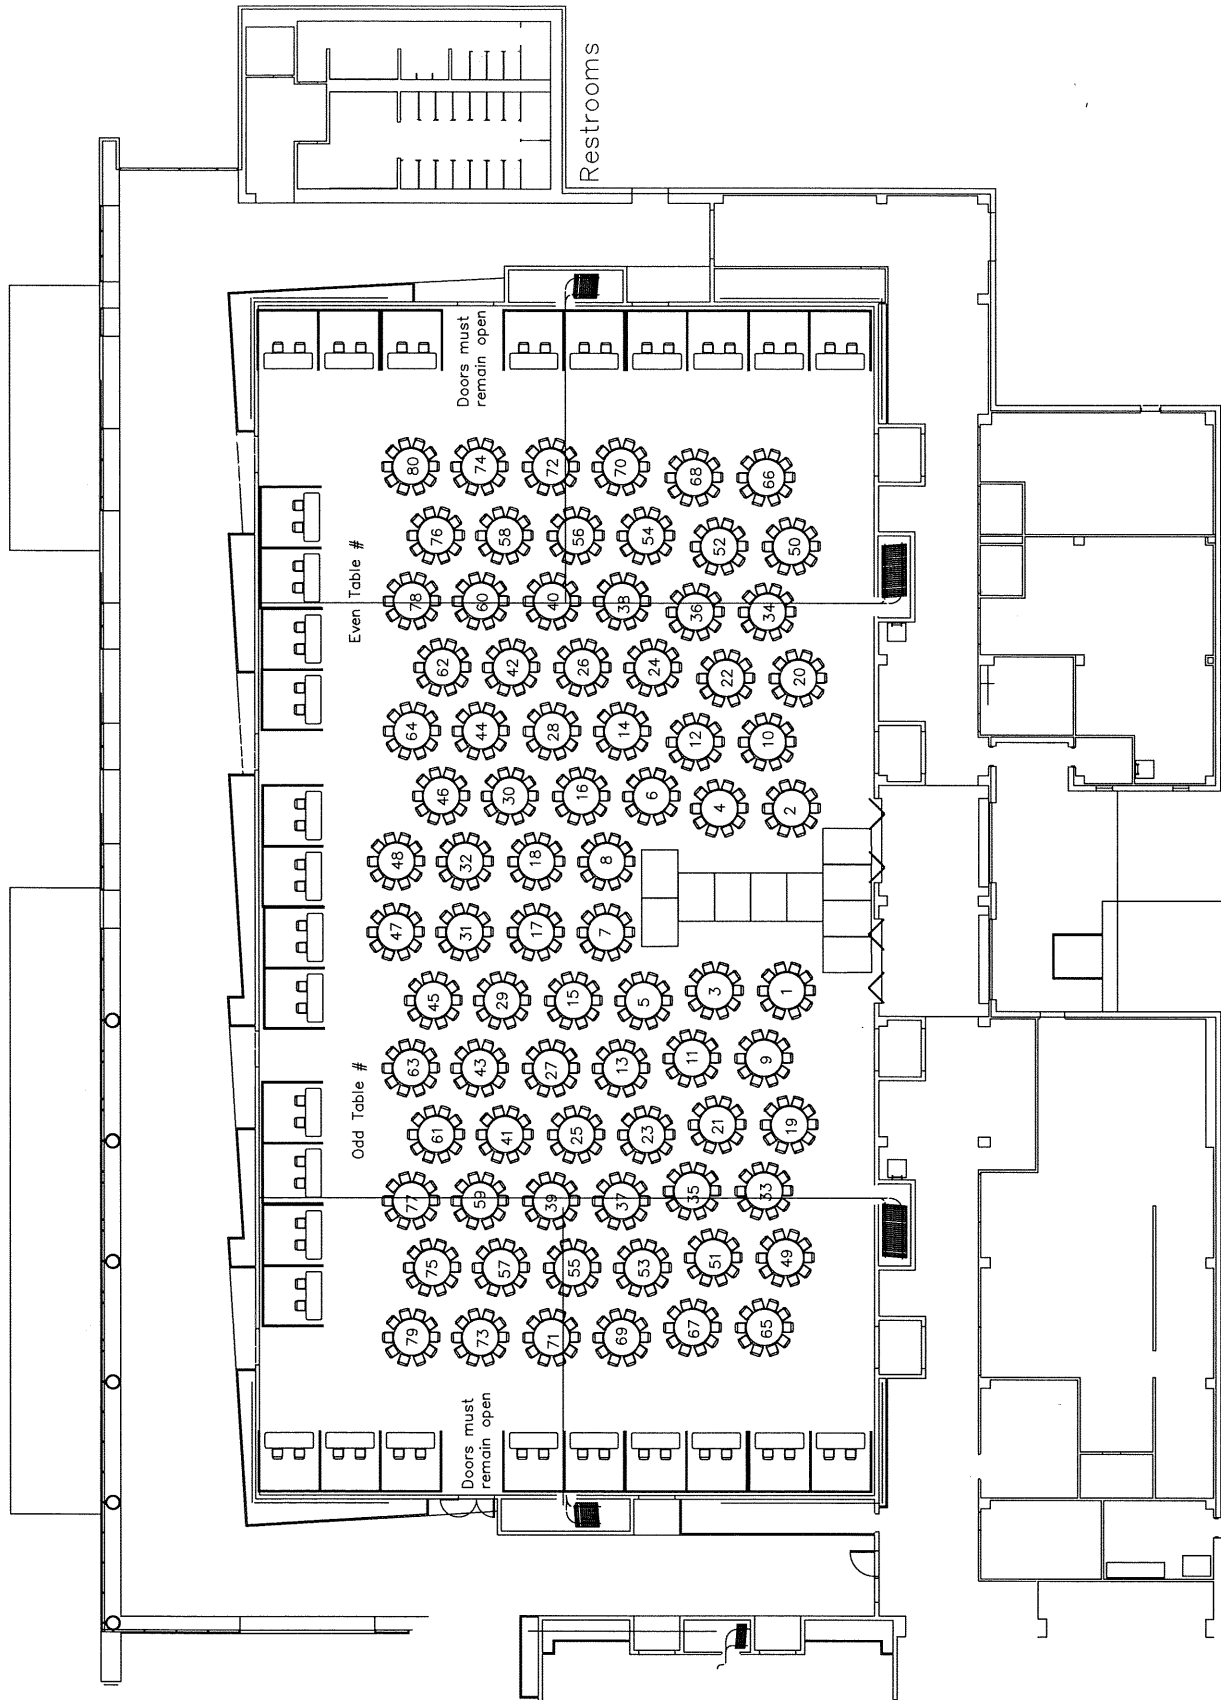 Odd Table #
Even Table #
79 75 77 61 63 45 47 48 46 64 62 78 76 80
Doors must
remain open
Doors must
remain open
73 57 59 41 43 29 31 32 30 44 42 60 58 74
71 55 39 25 27 15 17 18 16 28 26 40 56 72
Restrooms
69 53 37 23 13 5 7 8 6 14 24 38 54 70
67 51 35 21 11 3 4 12 22 36 52 68
65 49 33 19 9 1 2 10 20 34 50 66